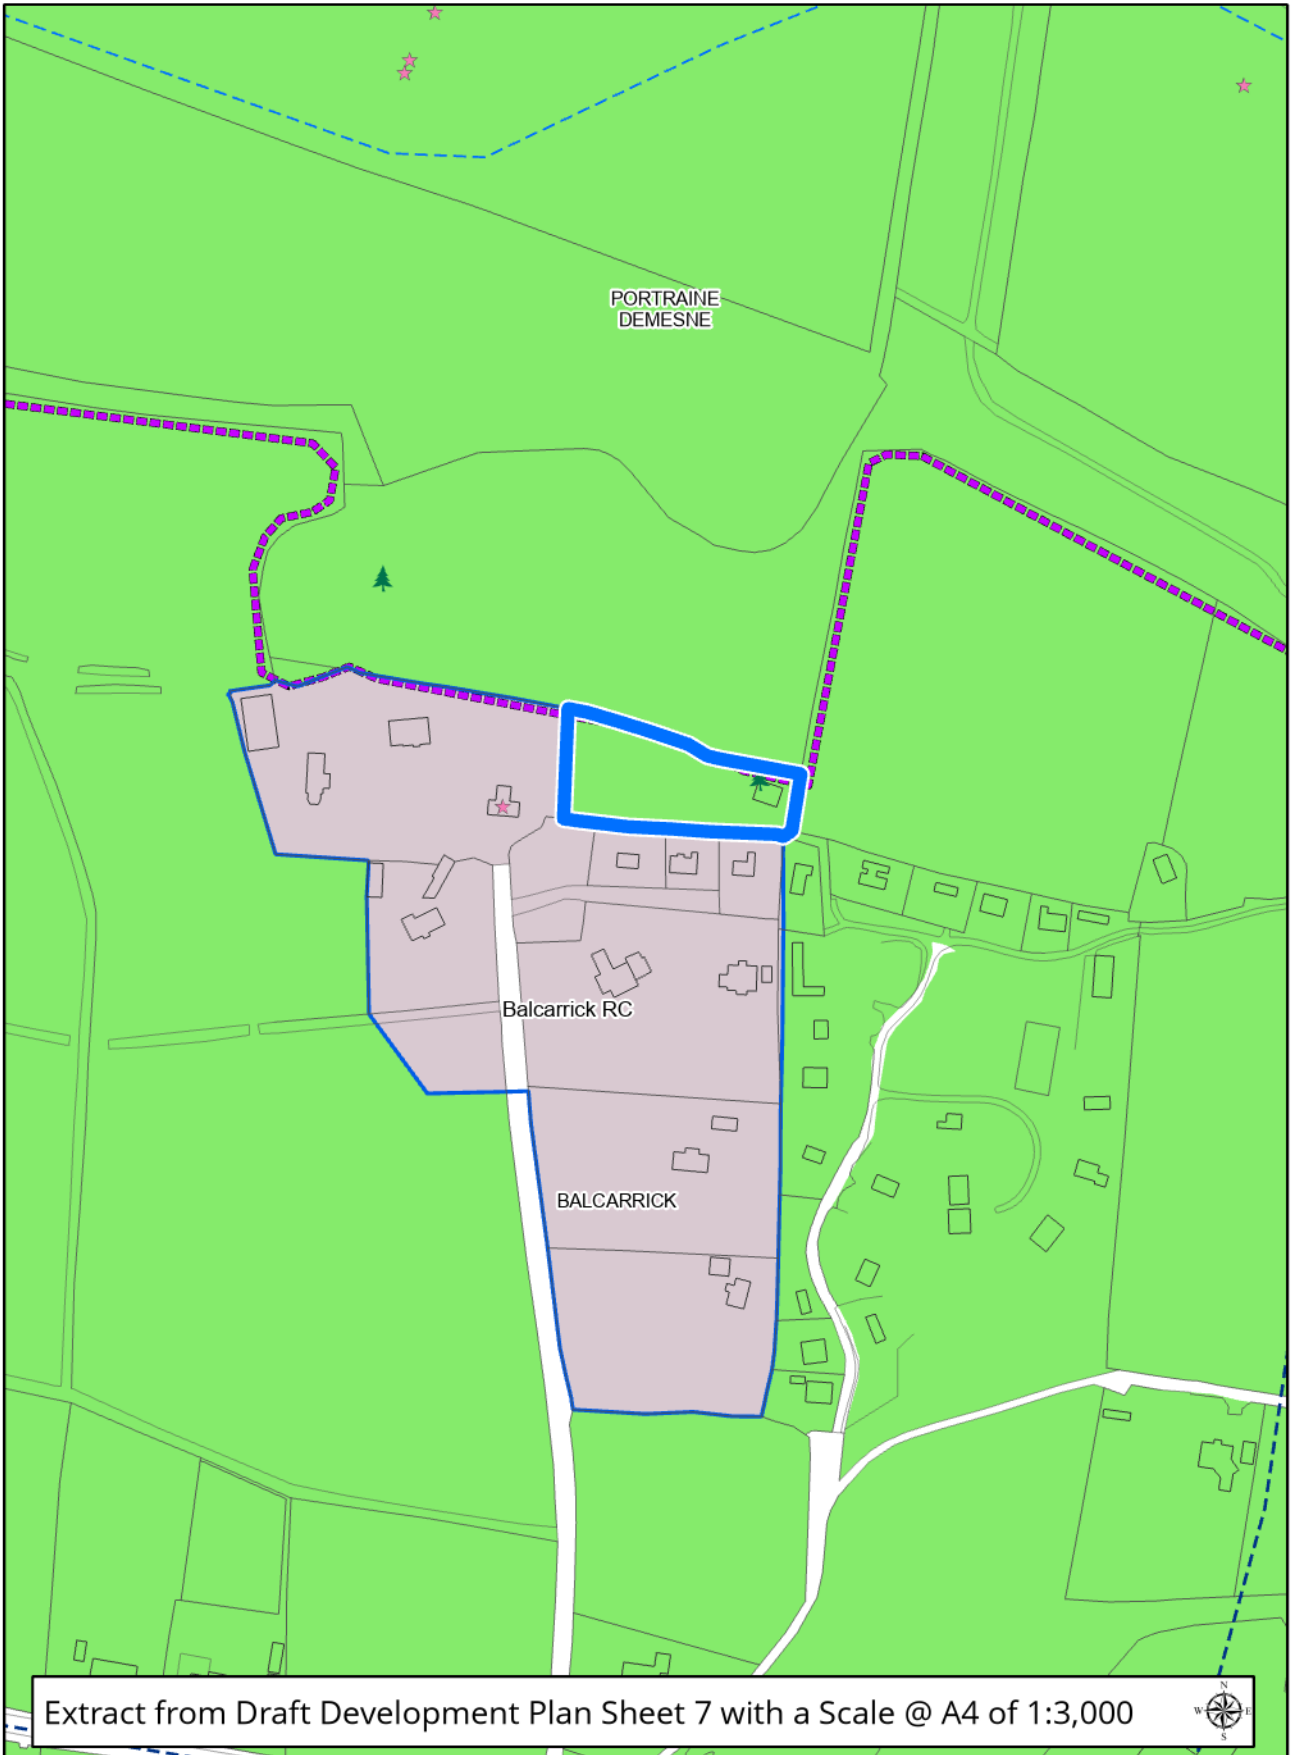 PORTRAINE
DEMESNE
Balcarrick RC
BALCARRICK
Extract from Draft Development Plan Sheet 7 with a Scale @ A4 of 1:3,000
N
W E
S